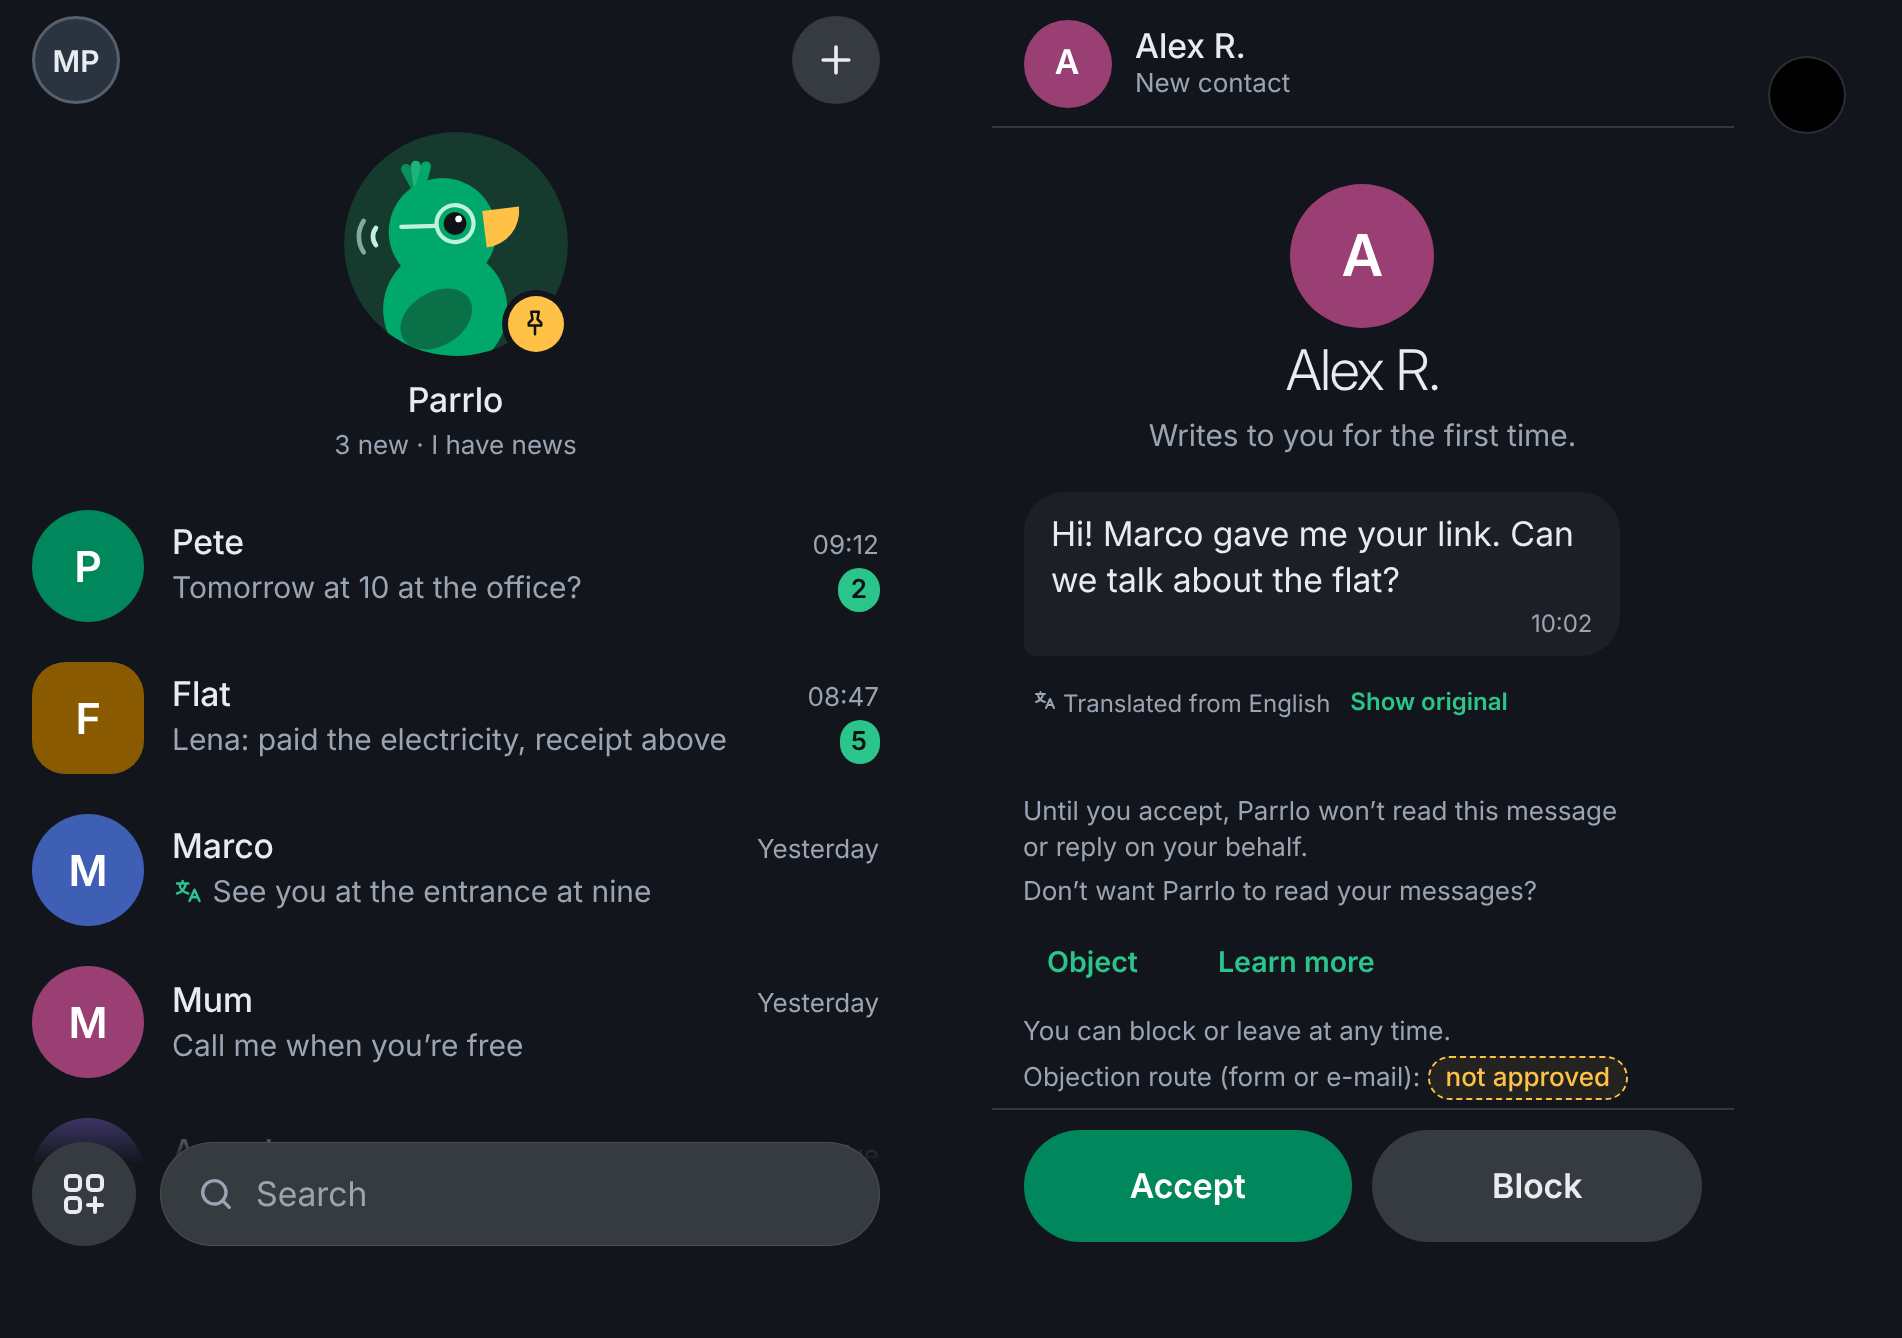 MP
Parrlo
3 new · I have news
P
Pete
09:12
Tomorrow at 10 at the office?
2
F
Flat
08:47
Lena: paid the electricity, receipt above
5
M
Marco
Yesterday
See you at the entrance at nine
M
Mum
Yesterday
Call me when you’re free
Search
A
Alex R.
New contact
A
Alex R.
Writes to you for the first time.
Hi! Marco gave me your link. Can
we talk about the flat?
10:02
Translated from English Show original
Until you accept, Parrlo won’t read this message
or reply on your behalf.
Don’t want Parrlo to read your messages?
Object Learn more
You can block or leave at any time.
Objection route (form or e-mail): not approved
Accept Block